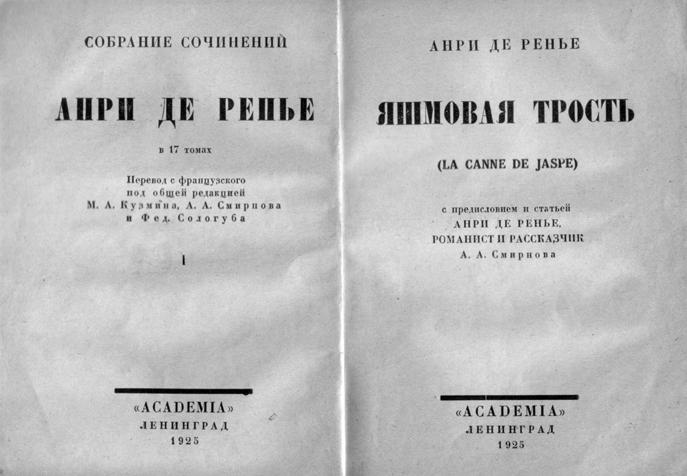 СОБРАНИЕ СОЧИНЕНИЙ
АНРИ ДЕ РЕНЬЕ
в 17 томах
Перевод с французского
под общей редакцией
М. А. Кузмина, А. А. Смирнова
и Фед. Сологуба
I
«ACADEMIA»
ЛЕНИНГРАД
1925
АНРИ ДЕ РЕНЬЕ
ЯШМОВАЯ ТРОСТЬ
(LA CANNE DE JASPE)
с предисловием и статьей
АНРИ ДЕ РЕНЬЕ,
РОМАНИСТ И РАССКАЗЧИК
А. А. Смирнова
«ACADEMIA»
ЛЕНИНГРАД
1925